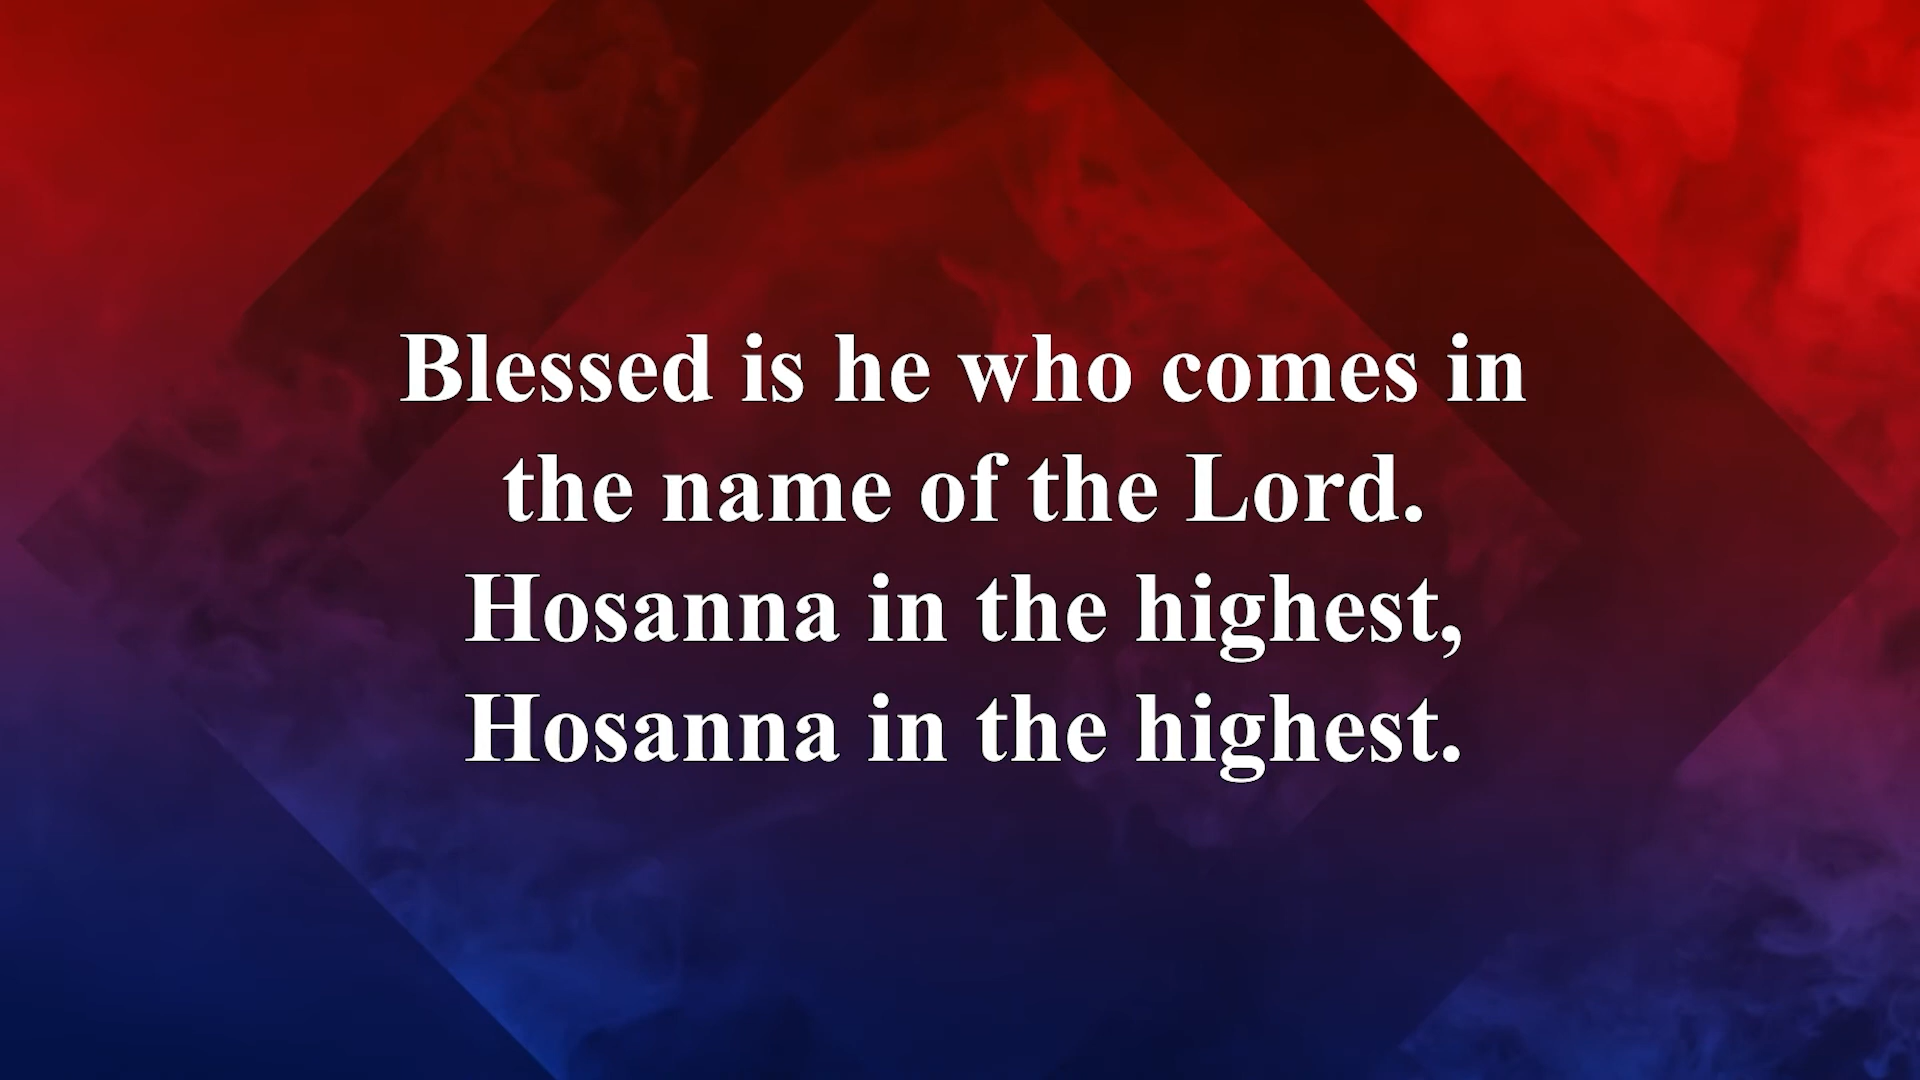 Blessed is he who comes in
the name of the Lord.
Hosanna in the highest,
Hosanna in the highest.